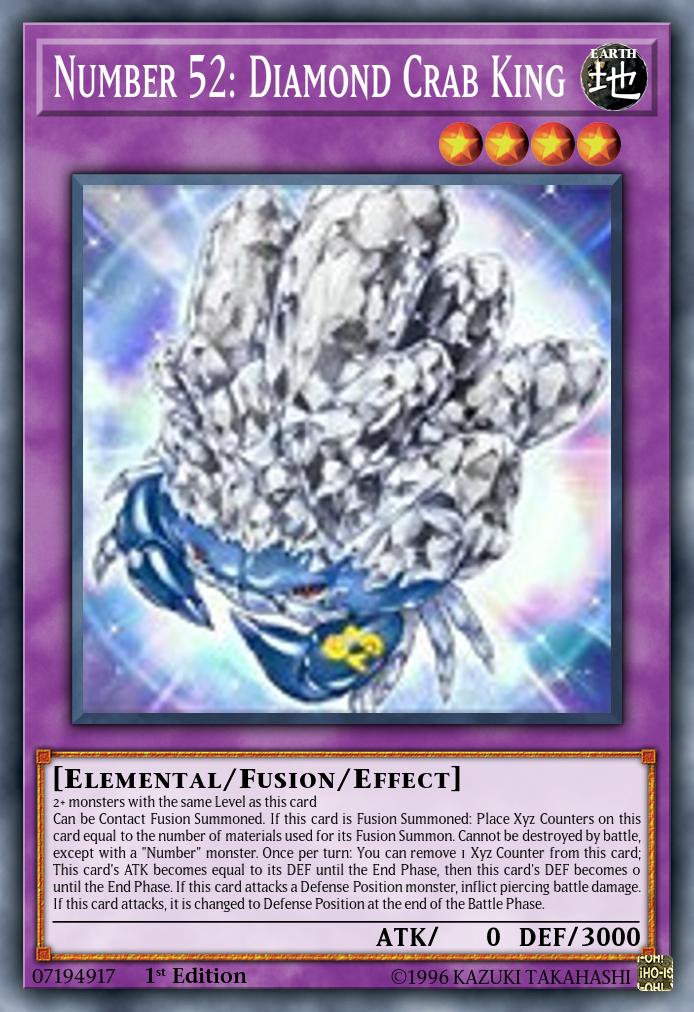 NUMBER 52: DIAMOND CRAB KING
EARTH
地
52
[ELEMENTAL/FUSION/EFFECT]
2+ monsters with the same Level as this card
Can be Contact Fusion Summoned. If this card is Fusion Summoned: Place Xyz Counters on this
card equal to the number of materials used for its Fusion Summon. Cannot be destroyed by battle,
except with a "Number" monster. Once per turn: You can remove 1 Xyz Counter from this card;
This card's ATK becomes equal to its DEF until the End Phase, then this card's DEF becomes 0
until the End Phase. If this card attacks a Defense Position monster, inflict piercing battle damage.
If this card attacks, it is changed to Defense Position at the end of the Battle Phase.
ATK/ 0 DEF/3000
07194917 1st Edition ©1996 KAZUKI TAKAHASHI